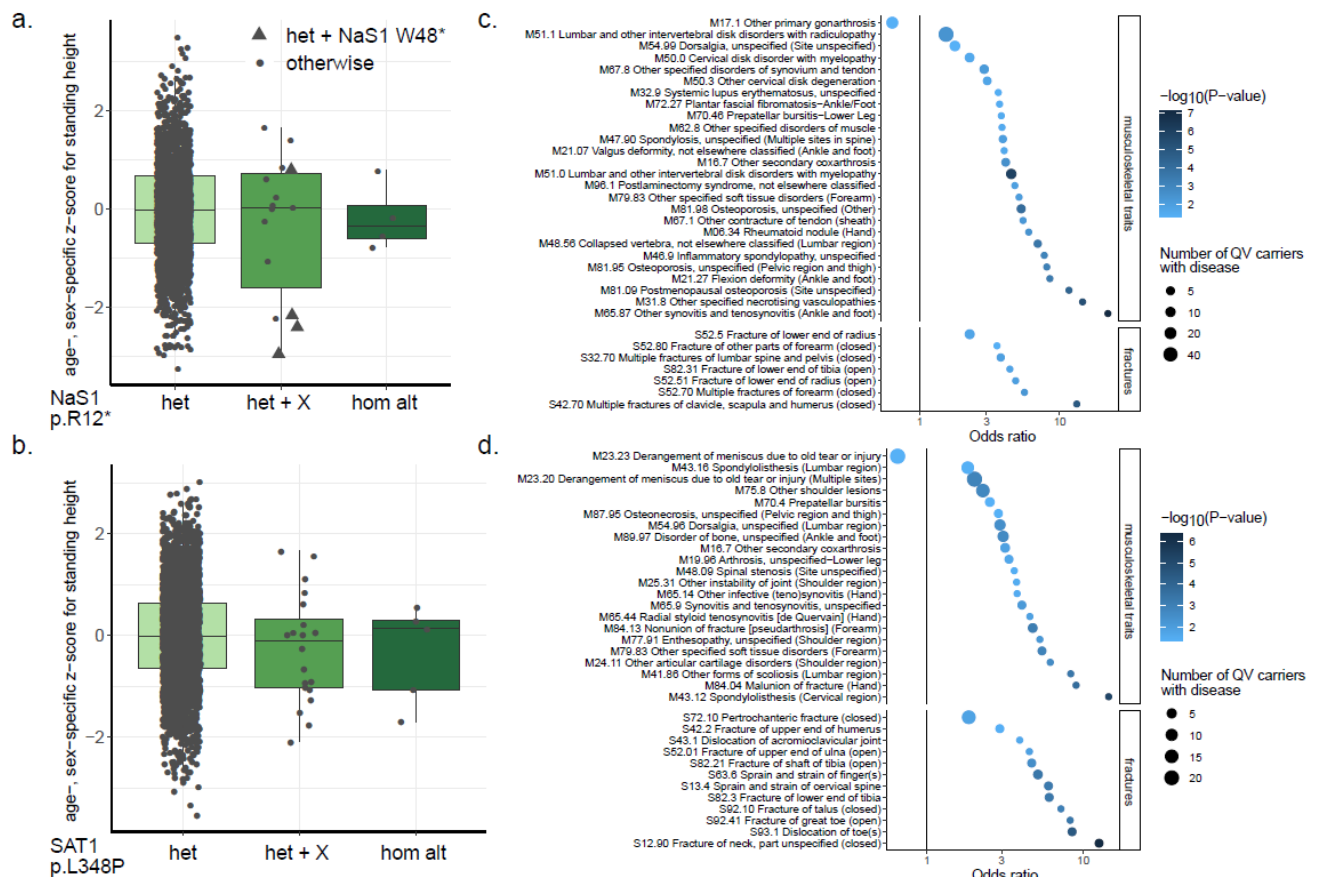 a.
het + NaS1 W48*
otherwise
age-, sex-specific z-score for standing height
2
0
−2
NaS1
p.R12*
het
het + X
hom alt
b.
age-, sex-specific z-score for standing height
2
0
−2
SAT1
p.L348P
het
het + X
hom alt
c.
M17.1 Other primary gonarthrosis
M51.1 Lumbar and other intervertebral disk disorders with radiculopathy
M54.99 Dorsalgia, unspecified (Site unspecified)
M50.0 Cervical disk disorder with myelopathy
M67.8 Other specified disorders of synovium and tendon
M50.3 Other cervical disk degeneration
M32.9 Systemic lupus erythematosus, unspecified
M72.27 Plantar fascial fibromatosis−Ankle/Foot
M70.46 Prepatellar bursitis−Lower Leg
M62.8 Other specified disorders of muscle
M47.90 Spondylosis, unspecified (Multiple sites in spine)
M21.07 Valgus deformity, not elsewhere classified (Ankle and foot)
M16.7 Other secondary coxarthrosis
M51.0 Lumbar and other intervertebral disk disorders with myelopathy
M96.1 Postlaminectomy syndrome, not elsewhere classified
M79.83 Other specified soft tissue disorders (Forearm)
M81.98 Osteoporosis, unspecified (Other)
M67.1 Other contracture of tendon (sheath)
M06.34 Rheumatoid nodule (Hand)
M48.56 Collapsed vertebra, not elsewhere classified (Lumbar region)
M46.9 Inflammatory spondylopathy, unspecified
M81.95 Osteoporosis, unspecified (Pelvic region and thigh)
M21.27 Flexion deformity (Ankle and foot)
M81.09 Postmenopausal osteoporosis (Site unspecified)
M31.8 Other specified necrotising vasculopathies
M65.87 Other synovitis and tenosynovitis (Ankle and foot)
musculoskeletal traits
S52.5 Fracture of lower end of radius
S52.80 Fracture of other parts of forearm (closed)
S32.70 Multiple fractures of lumbar spine and pelvis (closed)
S82.31 Fracture of lower end of tibia (open)
S52.51 Fracture of lower end of radius (open)
S52.70 Multiple fractures of forearm (closed)
S42.70 Multiple fractures of clavicle, scapula and humerus (closed)
fractures
1
3
10
Odds ratio
−log10(P−value)
7
6
5
4
3
2
Number of QV carriers
with disease
5
10
20
40
d.
M23.23 Derangement of meniscus due to old tear or injury
M43.16 Spondylolisthesis (Lumbar region)
M23.20 Derangement of meniscus due to old tear or injury (Multiple sites)
M75.8 Other shoulder lesions
M70.4 Prepatellar bursitis
M87.95 Osteonecrosis, unspecified (Pelvic region and thigh)
M54.96 Dorsalgia, unspecified (Lumbar region)
M89.97 Disorder of bone, unspecified (Ankle and foot)
M16.7 Other secondary coxarthrosis
M19.96 Arthrosis, unspecified−Lower leg
M48.09 Spinal stenosis (Site unspecified)
M25.31 Other instability of joint (Shoulder region)
M65.14 Other infective (teno)synovitis (Hand)
M65.9 Synovitis and tenosynovitis, unspecified
M65.44 Radial styloid tenosynovitis [de Quervain] (Hand)
M84.13 Nonunion of fracture [pseudarthrosis] (Forearm)
M77.91 Enthesopathy, unspecified (Shoulder region)
M79.83 Other specified soft tissue disorders (Forearm)
M24.11 Other articular cartilage disorders (Shoulder region)
M41.86 Other forms of scoliosis (Lumbar region)
M84.04 Malunion of fracture (Hand)
M43.12 Spondylolisthesis (Cervical region)
musculoskeletal traits
S72.10 Pertrochanteric fracture (closed)
S42.2 Fracture of upper end of humerus
S43.1 Dislocation of acromioclavicular joint
S52.01 Fracture of upper end of ulna (open)
S82.21 Fracture of shaft of tibia (open)
S63.6 Sprain and strain of finger(s)
S13.4 Sprain and strain of cervical spine
S82.3 Fracture of lower end of tibia
S92.10 Fracture of talus (closed)
S92.41 Fracture of great toe (open)
S93.1 Dislocation of toe(s)
S12.90 Fracture of neck, part unspecified (closed)
fractures
1
3
10
Odds ratio
−log10(P−value)
6
5
4
3
2
Number of QV carriers
with disease
5
10
15
20